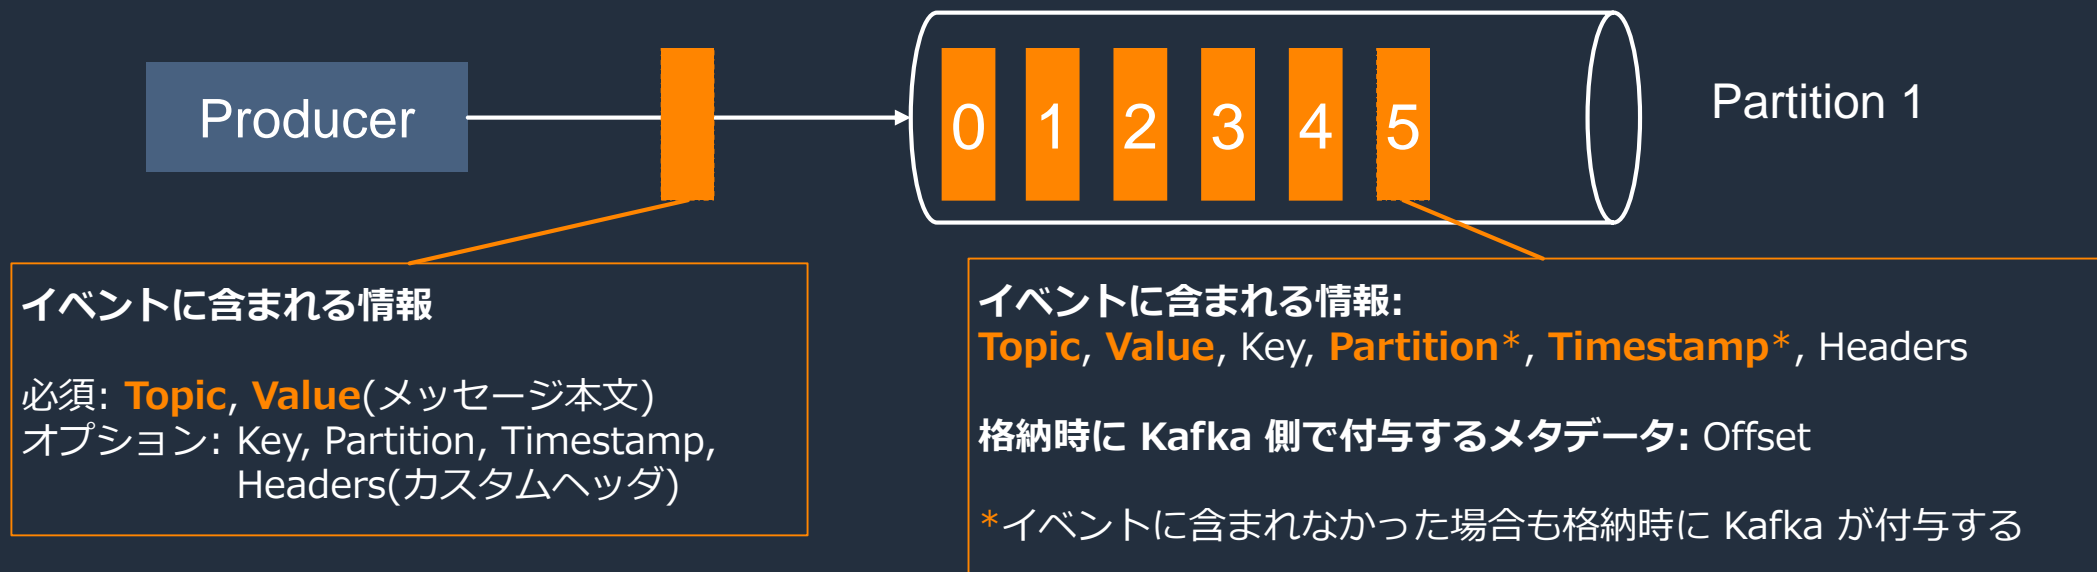 Producer
0 1 2 3 4 5
Partition 1
イベントに含まれる情報
必須: Topic, Value(メッセージ本文)
オプション: Key, Partition, Timestamp,
Headers(カスタムヘッダ)
イベントに含まれる情報:
Topic, Value, Key, Partition*, Timestamp*, Headers
格納時に Kafka 側で付与するメタデータ: Offset
*イベントに含まれなかった場合も格納時に Kafka が付与する